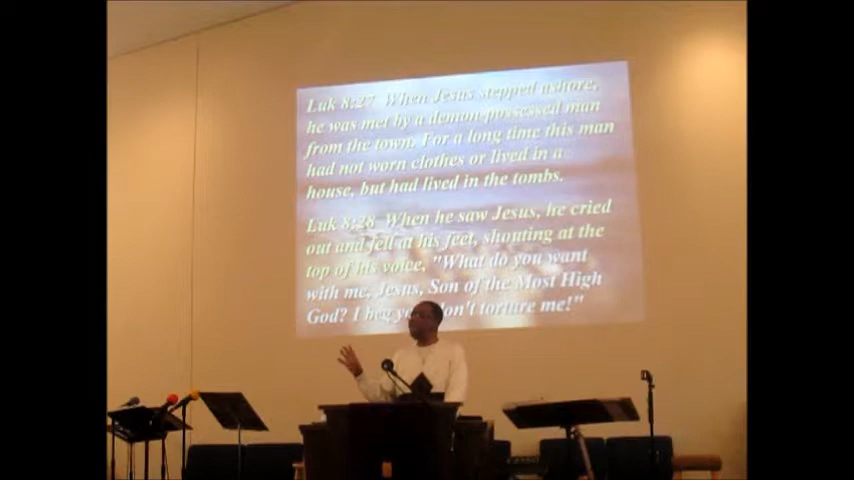 Luk 8:27 When Jesus stepped ashore,
he was met by a demon-possessed man
from the town. For a long time this man
had not worn clothes or lived in a
house, but had lived in the tombs.
Luk 8:28 When he saw Jesus, he cried
out and fell at his feet, shouting at the
top of his voice, "What do you want
with me, Jesus, Son of the Most High
God? I beg don't torture me!"